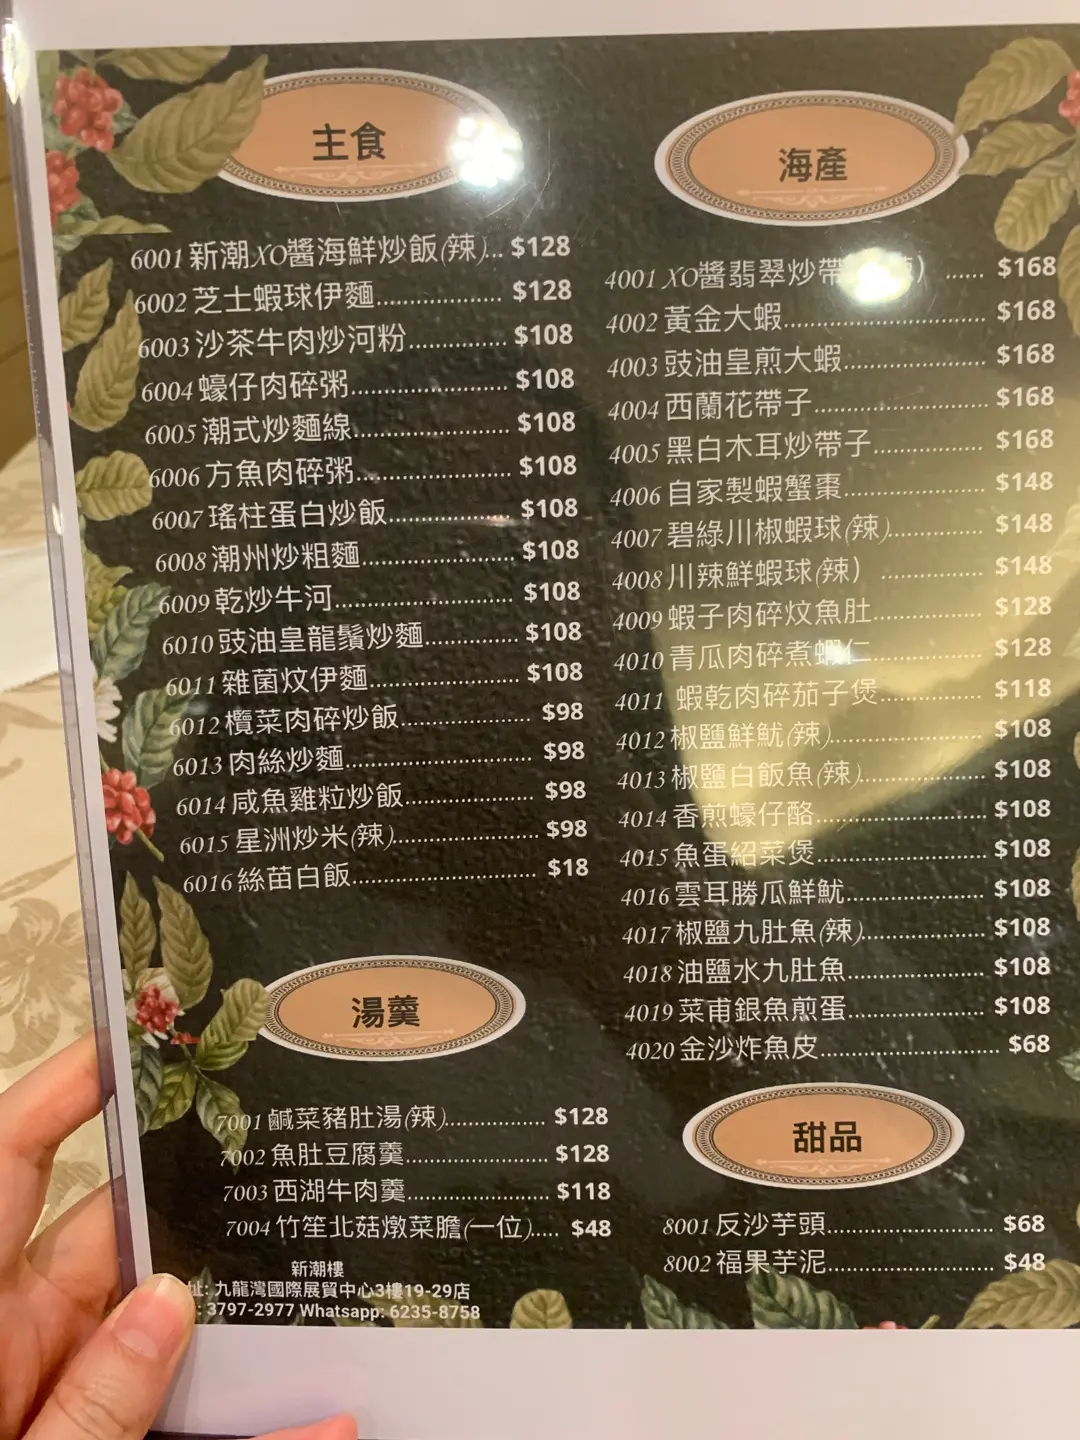 主食
6001 新潮XO醬海鮮炒飯(辣)... $128
6002 芝士蝦球伊麵................... $128
6003 沙茶牛肉炒河粉............... $108
6004 蠔仔肉碎粥........................ $108
6005 潮式炒麵線........................ $108
6006 方魚肉碎粥........................ $108
6007 瑤柱蛋白炒飯................... $108
6008 潮州炒粗麵....................... $108
6009 乾炒牛河............................ $108
6010 豉油皇龍鬚炒麵.............. $108
6011 雜菌炆伊麵....................... $108
6012 欖菜肉碎炒飯................... $98
6013 肉絲炒麵............................ $98
6014 咸魚雞粒炒飯................... $98
6015 星洲炒米(辣)..................... $98
6016 絲苗白飯............................ $18
湯羹
7001 鹹菜豬肚湯(辣)............... $128
7002 魚肚豆腐羹...................... $128
7003 西湖牛肉羹...................... $118
7004 竹笙北菇燉菜膽(一位)..... $48
新潮樓
址: 九龍灣國際展貿中心3樓19-29店
: 3797-2977 Whatsapp: 6235-8758
海產
4001 XO醬翡翠炒帶 ) ...... $168
4002 黃金大蝦............................... $168
4003 豉油皇煎大蝦...................... $168
4004 西蘭花帶子........................... $168
4005 黑白木耳炒帶子................. $168
4006 自家製蝦蟹棗...................... $148
4007 碧綠川椒蝦球(辣).............. $148
4008 川辣鮮蝦球(辣) ................ $148
4009 蝦子肉碎炆魚肚................. $128
4010 青瓜肉碎煮蝦仁................. $128
4011 蝦乾肉碎茄子煲................ $118
4012 椒鹽鮮魷(辣)........................ $108
4013 椒鹽白飯魚(辣)................... $108
4014 香煎蠔仔酪.......................... $108
4015 魚蛋紹菜煲.......................... $108
4016 雲耳勝瓜鮮魷..................... $108
4017 椒鹽九肚魚(辣).................. $108
4018 油鹽水九肚魚..................... $108
4019 菜甫銀魚煎蛋..................... $108
4020 金沙炸魚皮........................... $68
甜品
8001 反沙芋頭......................... $68
8002 福果芋泥......................... $48